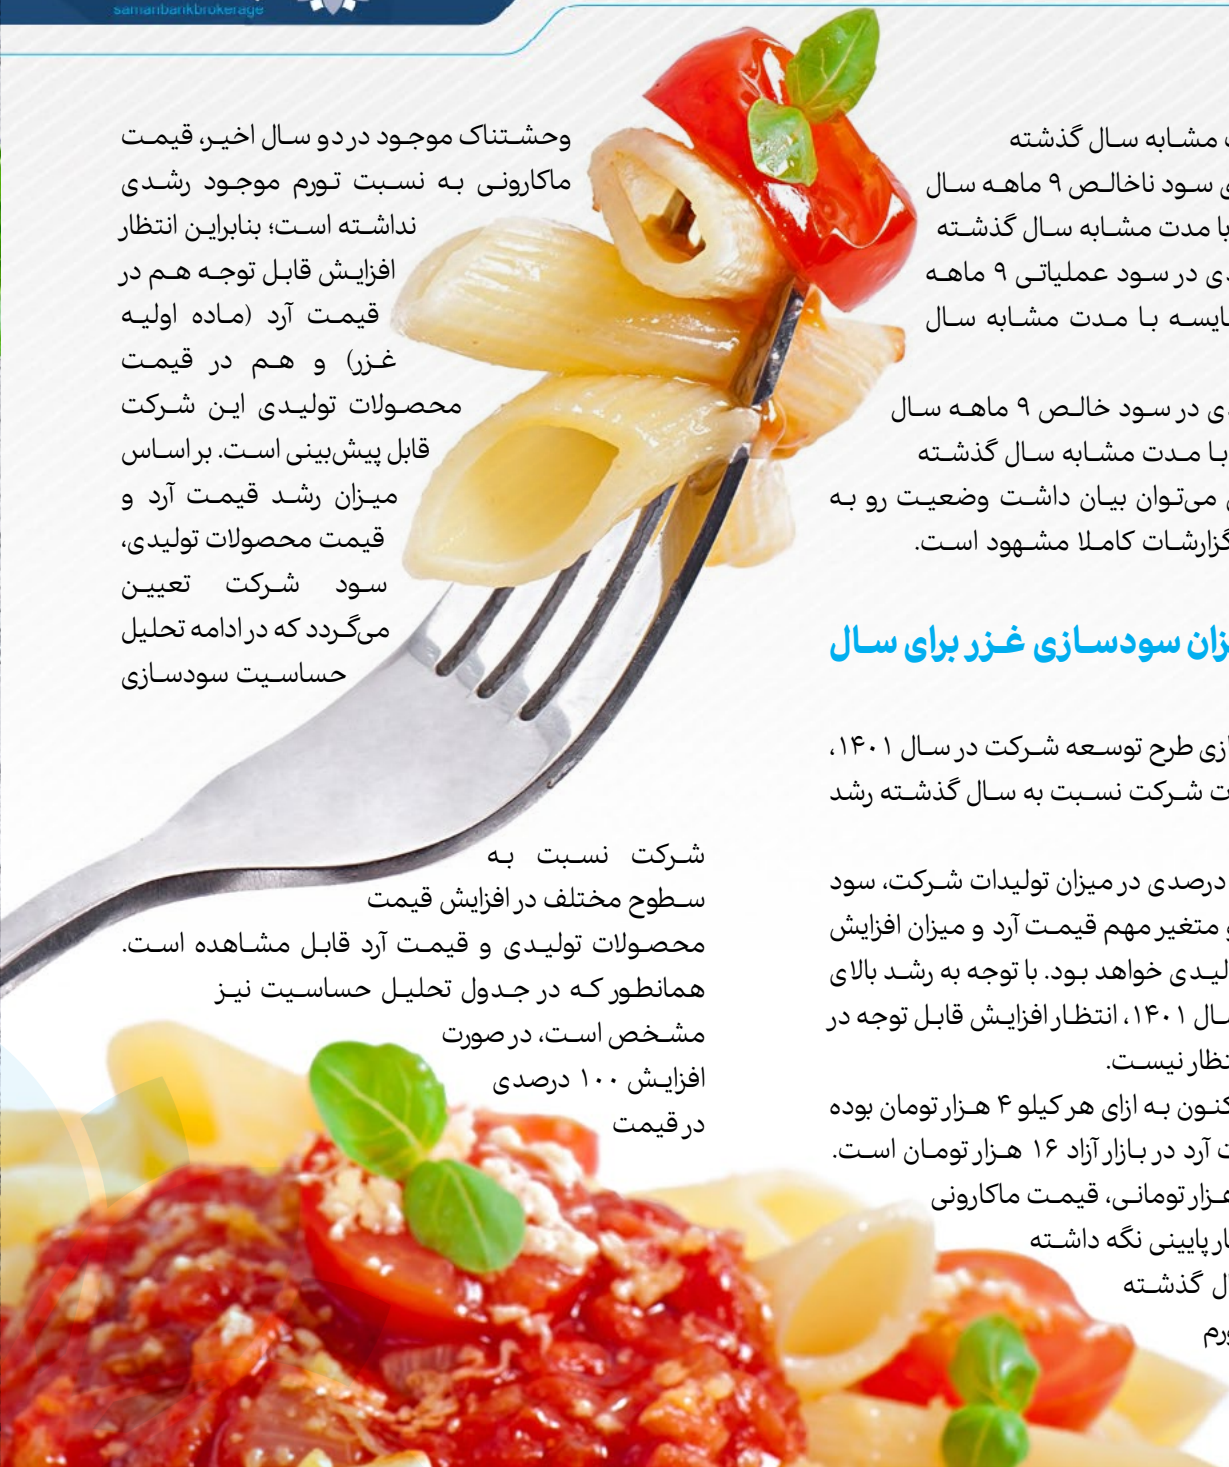 samanbankbrokerage
مشابه سال گذشته
سود ناخالص ۹ ماهه سال
با مدت مشابه سال گذشته
در سود عملیاتی ۹ ماهه
با مدت مشابه سال
در سود خالص ۹ ماهه سال
با مدت مشابه سال گذشته
می‌توان بیان داشت وضعیت رو به
گزارشات کاملا مشهود است.
سودسازی غزر برای سال
طرح توسعه شرکت در سال ۱۴۰۱،
شرکت نسبت به سال گذشته رشد
درصدی در میزان تولیدات شرکت، سود
متغیر مهم قیمت آرد و میزان افزایش
خواهد بود. با توجه به رشد بالای
۱۴۰۱، انتظار افزایش قابل توجه در
نیست.
به ازای هر کیلو ۴ هزار تومان بوده
آرد در بازار آزاد ۱۶ هزار تومان است.
هزار تومانی، قیمت ماکارونی
پایینی نگه داشته
گذشته
وحشتناک موجود در دو سال اخیر، قیمت
ماکارونی به نسبت تورم موجود رشدی
نداشته است؛ بنابراین انتظار
افزایش قابل توجه هم در
قیمت آرد (ماده اولیه
غزر) و هم در قیمت
محصولات تولیدی این شرکت
قابل پیش‌بینی است. بر اساس
میزان رشد قیمت آرد و
قیمت محصولات تولیدی،
سود شرکت تعیین
می‌گردد که در ادامه تحلیل
حساسیت سودسازی
شرکت نسبت به
سطوح مختلف در افزایش قیمت
محصولات تولیدی و قیمت آرد قابل مشاهده است.
همانطور که در جدول تحلیل حساسیت نیز
مشخص است، در صورت
افزایش ۱۰۰ درصدی
در قیمت